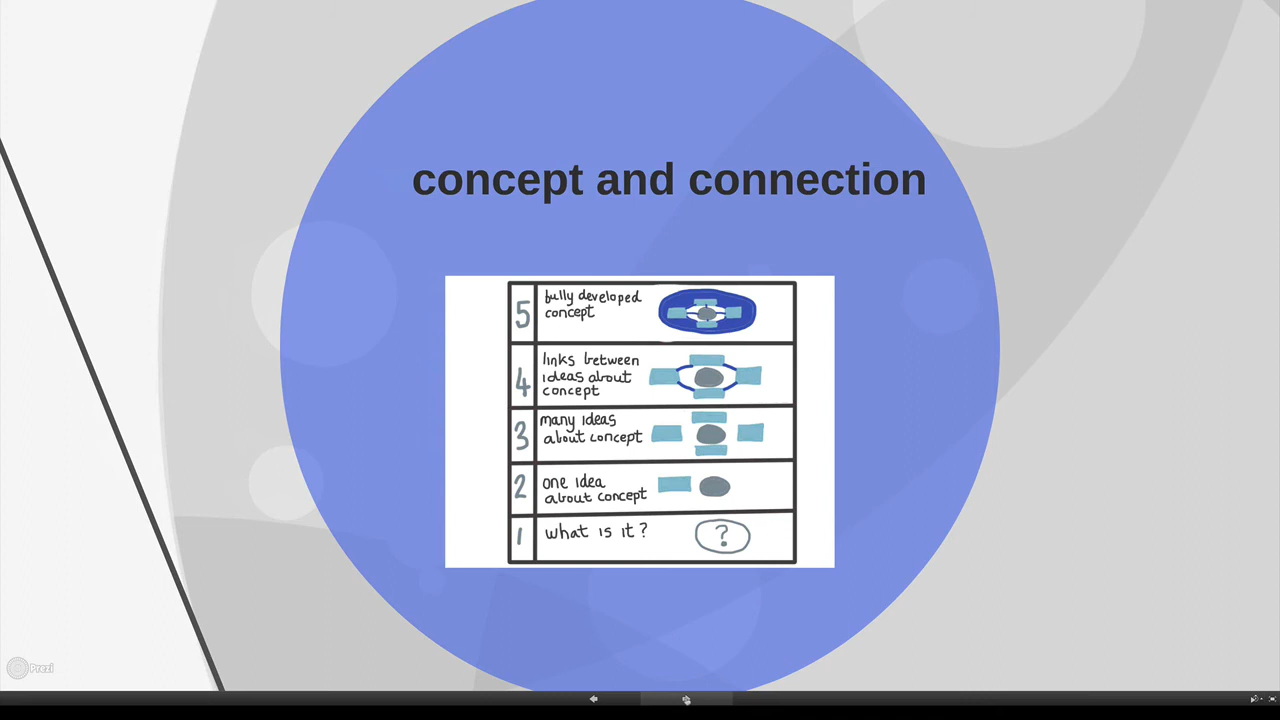 concept and connection
5
fully developed
concept
4
links between
ideas about
concept
3
many ideas
about concept
2
one idea
about concept
1
what is it?
?
Prezi